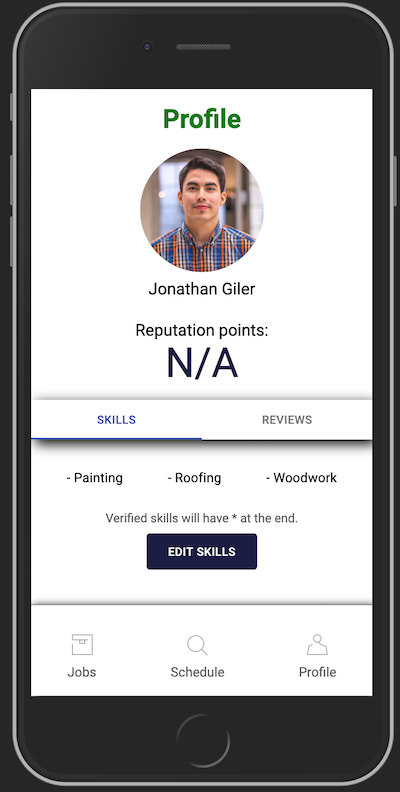 Profile
Jonathan Giler
Reputation points:
N/A
SKILLS REVIEWS
- Painting - Roofing - Woodwork
Verified skills will have * at the end.
EDIT SKILLS
Jobs Schedule Profile